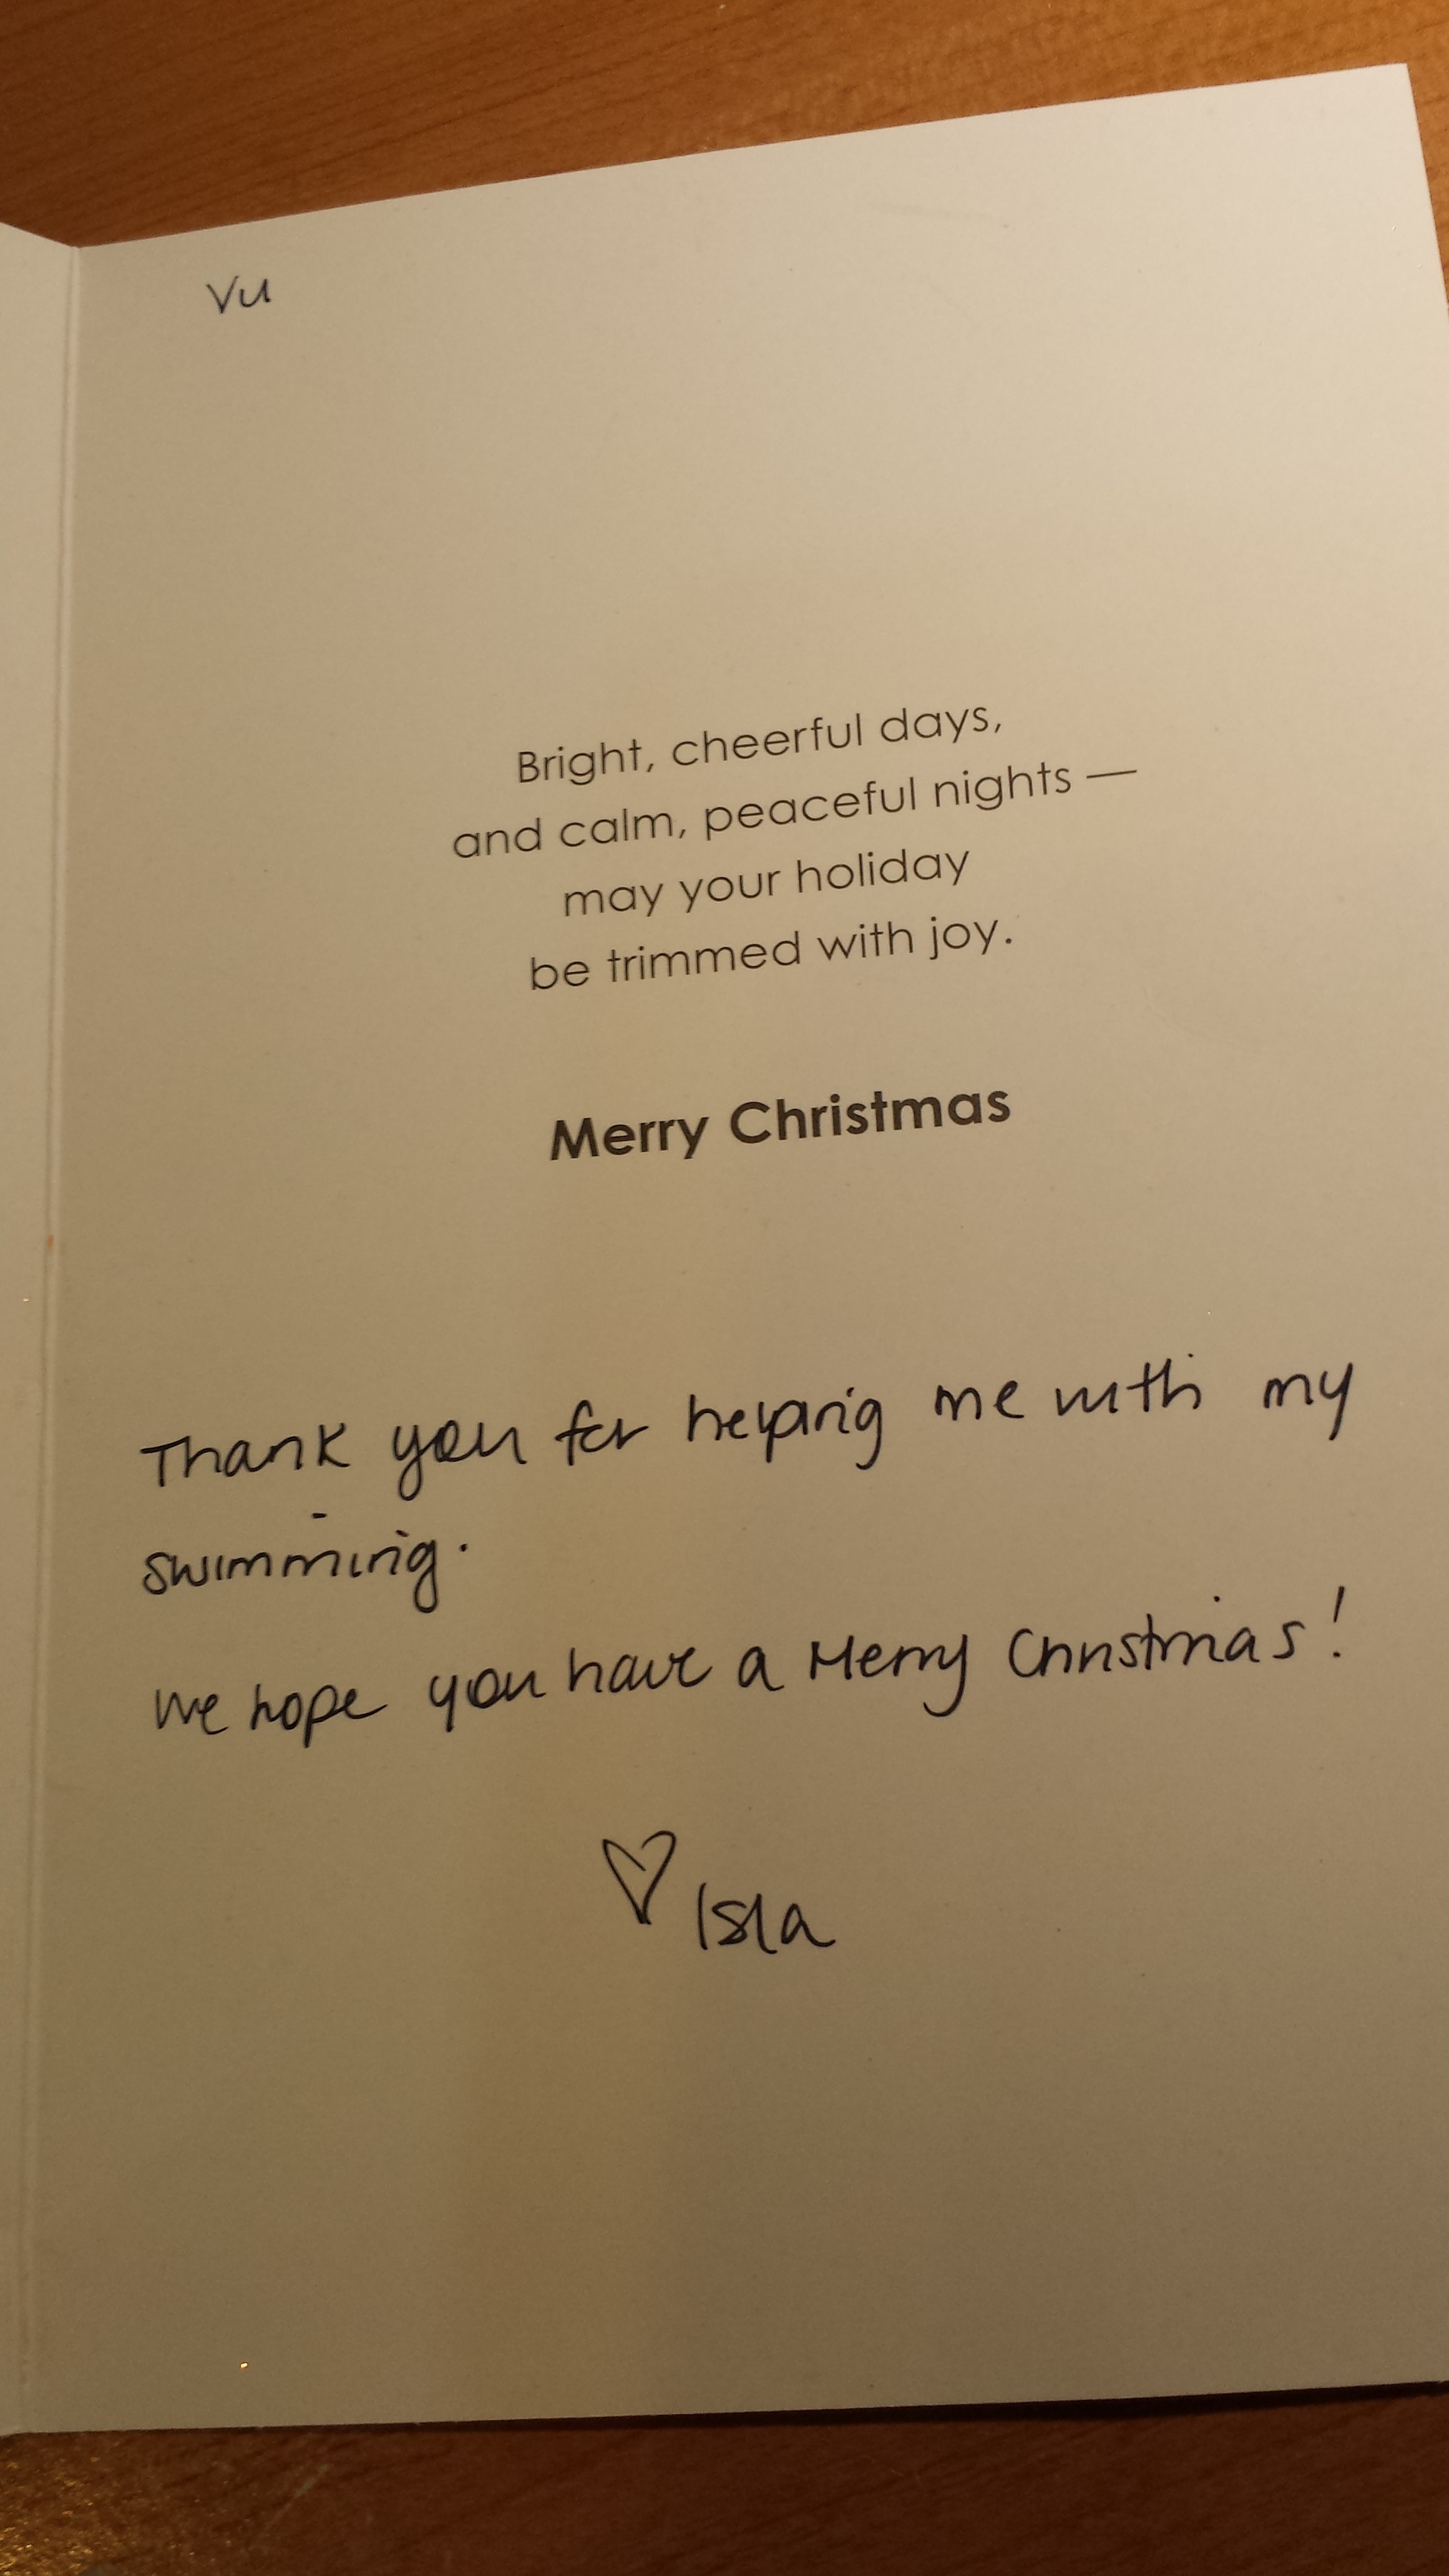 Vu
Bright, cheerful days,
and calm, peaceful nights —
may your holiday
be trimmed with joy.
Merry Christmas
Thank you for helping me with my
swimming.
We hope you have a Merry Christmas!
♡ Isla